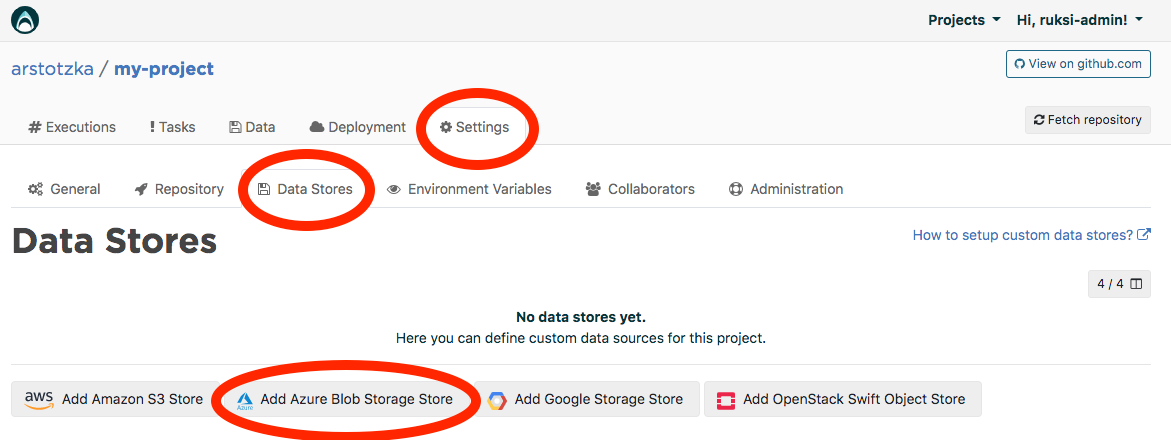 Projects Hi, ruksi-admin!
arstotzka / my-project
View on github.com
# Executions ! Tasks Data Deployment Settings
Fetch repository
General Repository Data Stores Environment Variables Collaborators Administration
Data Stores
How to setup custom data stores?
4 / 4
No data stores yet.
Here you can define custom data sources for this project.
aws Add Amazon S3 Store Azure Add Azure Blob Storage Store Add Google Storage Store Add OpenStack Swift Object Store